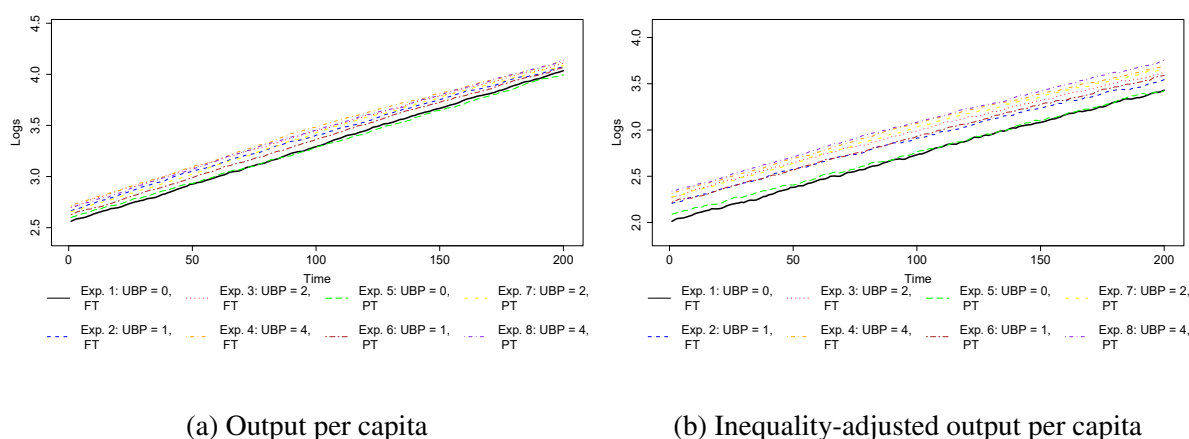 4.5
4.0
3.5
3.0
2.5
Logs
0
50
100
150
200
Time
Exp. 1: UBP = 0,
FT
Exp. 3: UBP = 2,
FT
Exp. 5: UBP = 0,
PT
Exp. 7: UBP = 2,
PT
Exp. 2: UBP = 1,
FT
Exp. 4: UBP = 4,
FT
Exp. 6: UBP = 1,
PT
Exp. 8: UBP = 4,
PT
(a) Output per capita
4.0
3.5
3.0
2.5
2.0
Logs
0
50
100
150
200
Time
Exp. 1: UBP = 0,
FT
Exp. 3: UBP = 2,
FT
Exp. 5: UBP = 0,
PT
Exp. 7: UBP = 2,
PT
Exp. 2: UBP = 1,
FT
Exp. 4: UBP = 4,
FT
Exp. 6: UBP = 1,
PT
Exp. 8: UBP = 4,
PT
(b) Inequality-adjusted output per capita